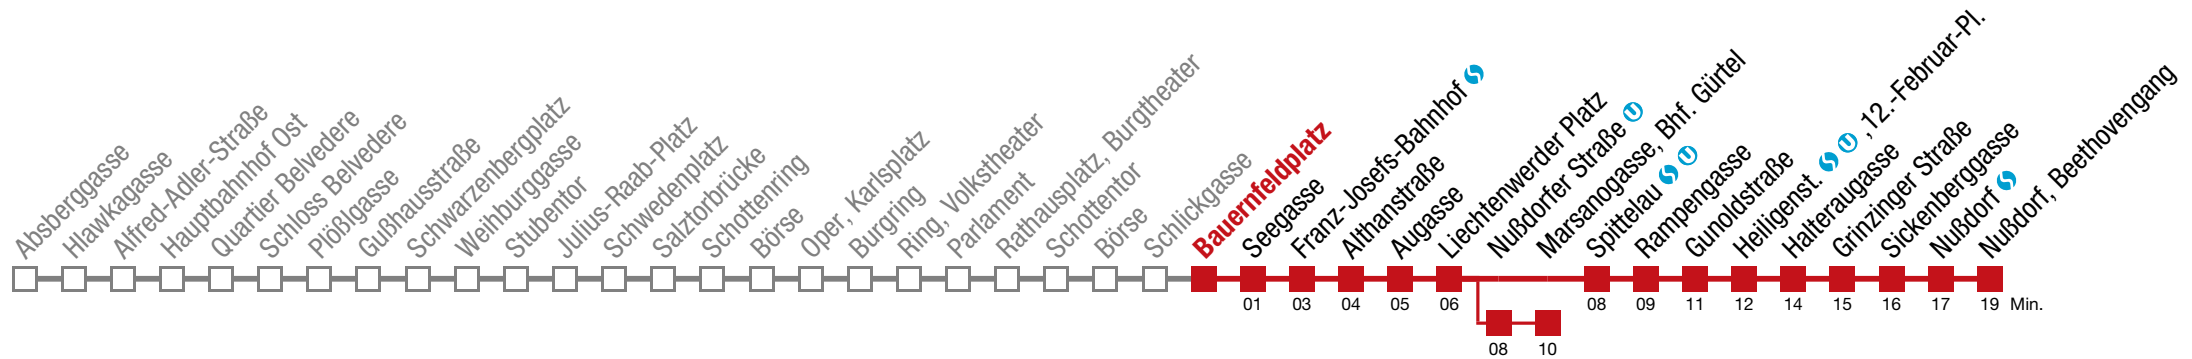 Absberggasse
Hlawkagasse
Alfred-Adler-Straße
Hauptbahnhof Ost
Quartier Belvedere
Schloss Belvedere
Plößlgasse
Gußhausstraße
Schwarzenbergplatz
Weihburggasse
Stubentor
Julius-Raab-Platz
Schwedenplatz
Salztorbrücke
Schottenring
Börse
Oper, Karlsplatz
Burgring
Ring, Volkstheater
Parlament
Rathausplatz, Burgtheater
Schottentor
Börse
Schlickgasse
Bauernfeldplatz
Seegasse
Franz-Josefs-Bahnhof S
Althanstraße
Augasse
Liechtenwerder Platz
Nußdorfer Straße U
Marsanogasse, Bhf. Gürtel
Spittelau S U
Rampengasse
Gunoldstraße
Heiligenst. S U ,12.-Februar-Pl.
Halteraugasse
Grinzinger Straße
Sickenberggasse
Nußdorf S
Nußdorf, Beethovengang
01 03 04 05 06 08 09 11 12 14 15 16 17 19 Min.
08 10